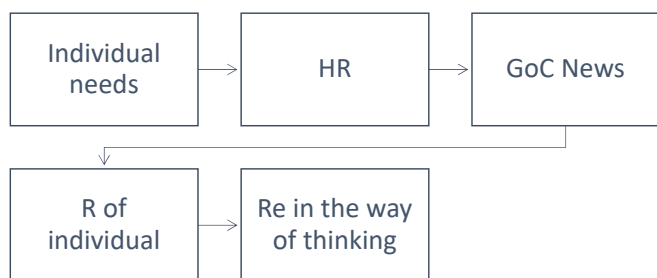 Individual
needs
HR
GoC News
R of
individual
Re in the way
of thinking